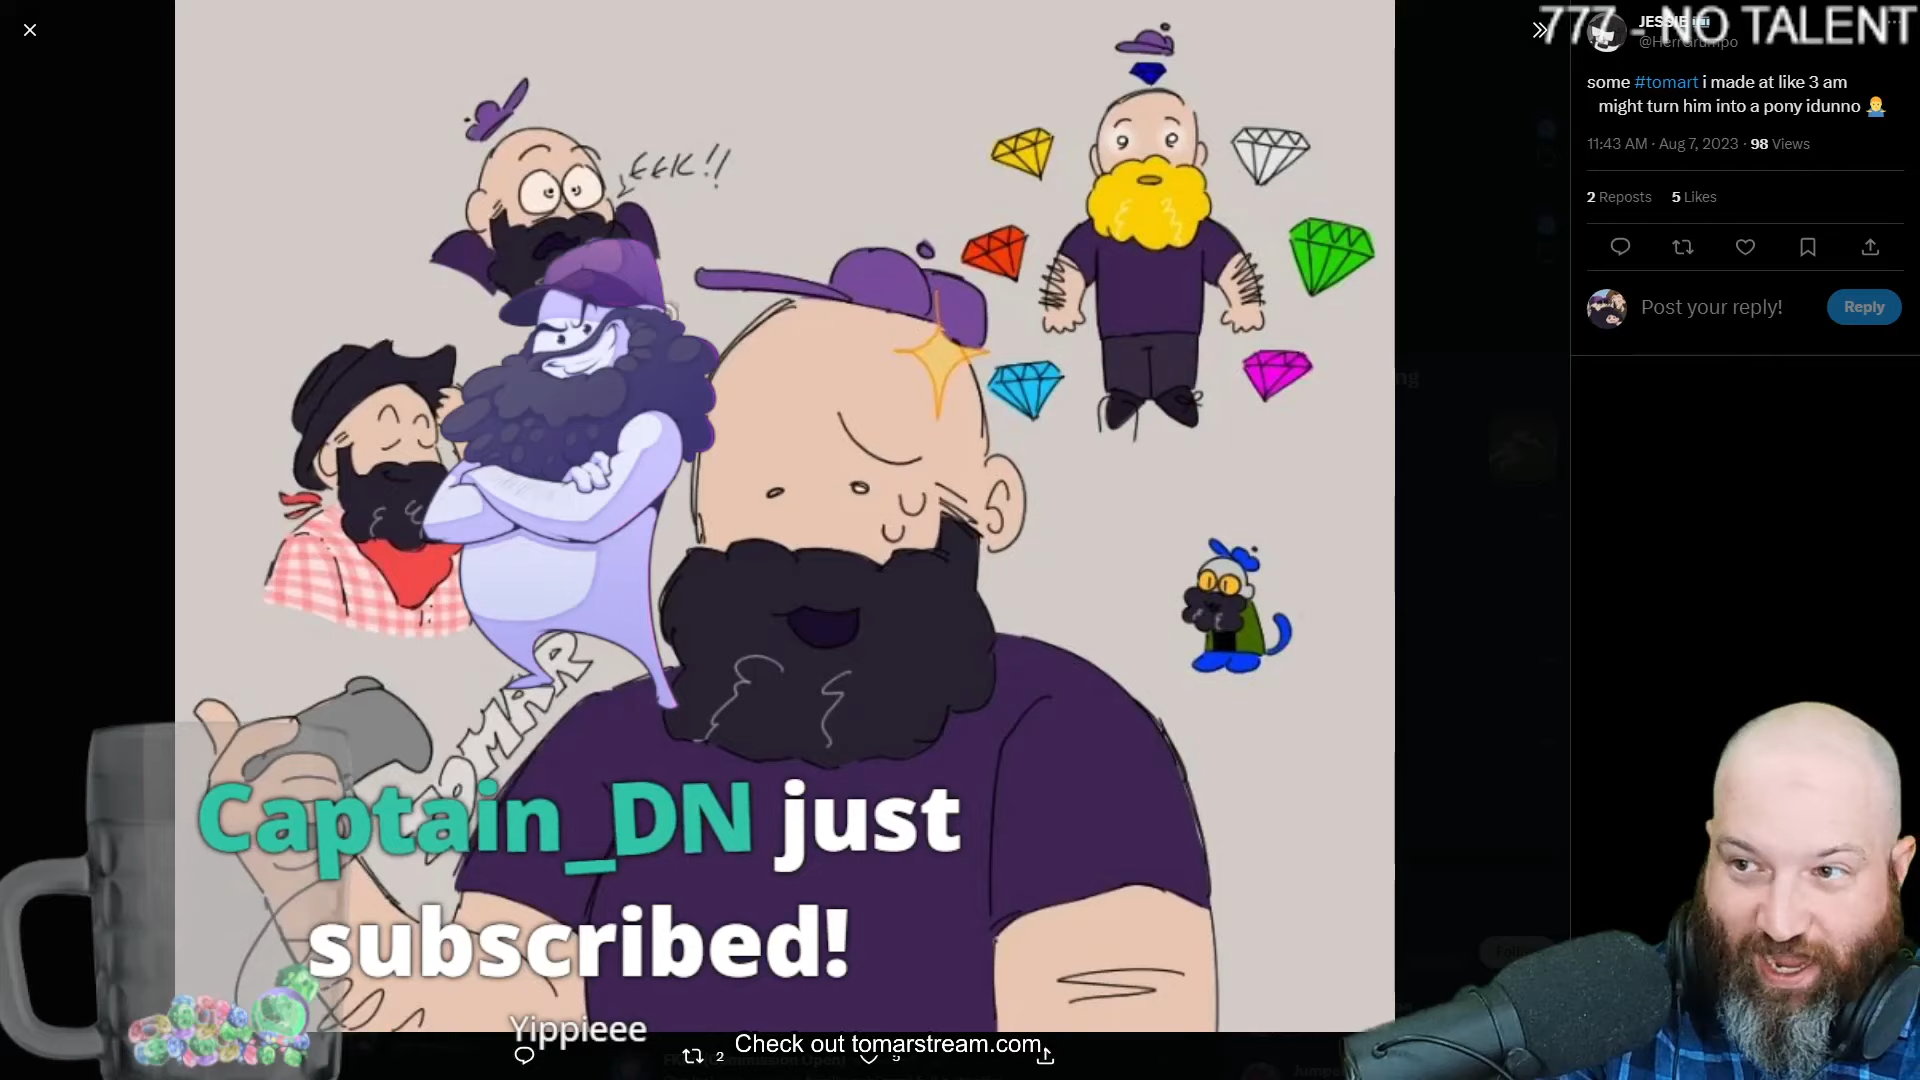 777 - NO TALENT
JESSIE
some #tomart i made at like 3 am
might turn him into a pony idunno
11:43 AM · Aug 7, 2023 · 98 Views
2 Reposts 5 Likes
Post your reply!
Reply
EEK!!
TOMAR
Captain_DN just
subscribed!
Yippieee
2
5
Check out tomarstream.com